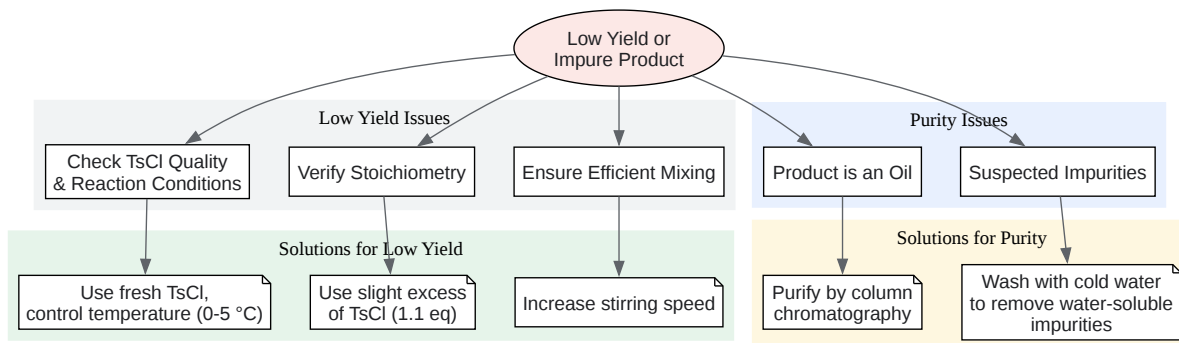 Low Yield or
Impure Product
Low Yield Issues
Purity Issues
Check TsCl Quality
& Reaction Conditions
Verify Stoichiometry
Ensure Efficient Mixing
Product is an Oil
Suspected Impurities
Solutions for Low Yield
Solutions for Purity
Use fresh TsCl,
control temperature (0-5 °C)
Use slight excess
of TsCl (1.1 eq)
Increase stirring speed
Purify by column
chromatography
Wash with cold water
to remove water-soluble
impurities